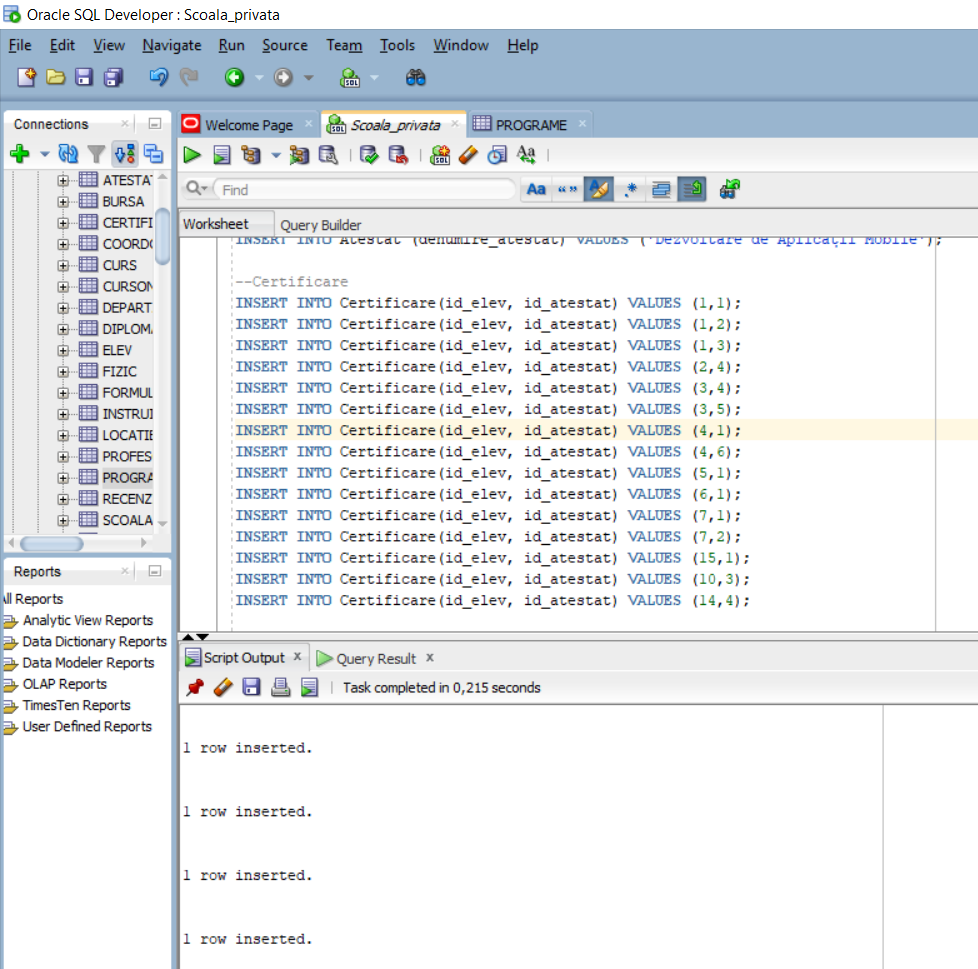 Oracle SQL Developer : Scoala_privata
File Edit View Navigate Run Source Team Tools Window Help
Connections
Welcome Page
Scoala_privata
PROGRAME
Find
Aa
Worksheet
Query Builder
ATESTAT
BURSA
CERTIFI
COORDO
CURS
CURSON
DEPART
DIPLOM
ELEV
FIZIC
FORMUL
INSTRUI
LOCATIE
PROFES
PROGRA
RECENZ
SCOALA
INSERT INTO Atestat (denumire_atestat) VALUES ('Dezvoltare de Aplicații Mobile');
--Certificare
INSERT INTO Certificare(id_elev, id_atestat) VALUES (1,1);
INSERT INTO Certificare(id_elev, id_atestat) VALUES (1,2);
INSERT INTO Certificare(id_elev, id_atestat) VALUES (1,3);
INSERT INTO Certificare(id_elev, id_atestat) VALUES (2,4);
INSERT INTO Certificare(id_elev, id_atestat) VALUES (3,4);
INSERT INTO Certificare(id_elev, id_atestat) VALUES (3,5);
INSERT INTO Certificare(id_elev, id_atestat) VALUES (4,1);
INSERT INTO Certificare(id_elev, id_atestat) VALUES (4,6);
INSERT INTO Certificare(id_elev, id_atestat) VALUES (5,1);
INSERT INTO Certificare(id_elev, id_atestat) VALUES (6,1);
INSERT INTO Certificare(id_elev, id_atestat) VALUES (7,1);
INSERT INTO Certificare(id_elev, id_atestat) VALUES (7,2);
INSERT INTO Certificare(id_elev, id_atestat) VALUES (15,1);
INSERT INTO Certificare(id_elev, id_atestat) VALUES (10,3);
INSERT INTO Certificare(id_elev, id_atestat) VALUES (14,4);
Reports
All Reports
Analytic View Reports
Data Dictionary Reports
Data Modeler Reports
OLAP Reports
TimesTen Reports
User Defined Reports
Script Output
Query Result
Task completed in 0,215 seconds
1 row inserted.
1 row inserted.
1 row inserted.
1 row inserted.